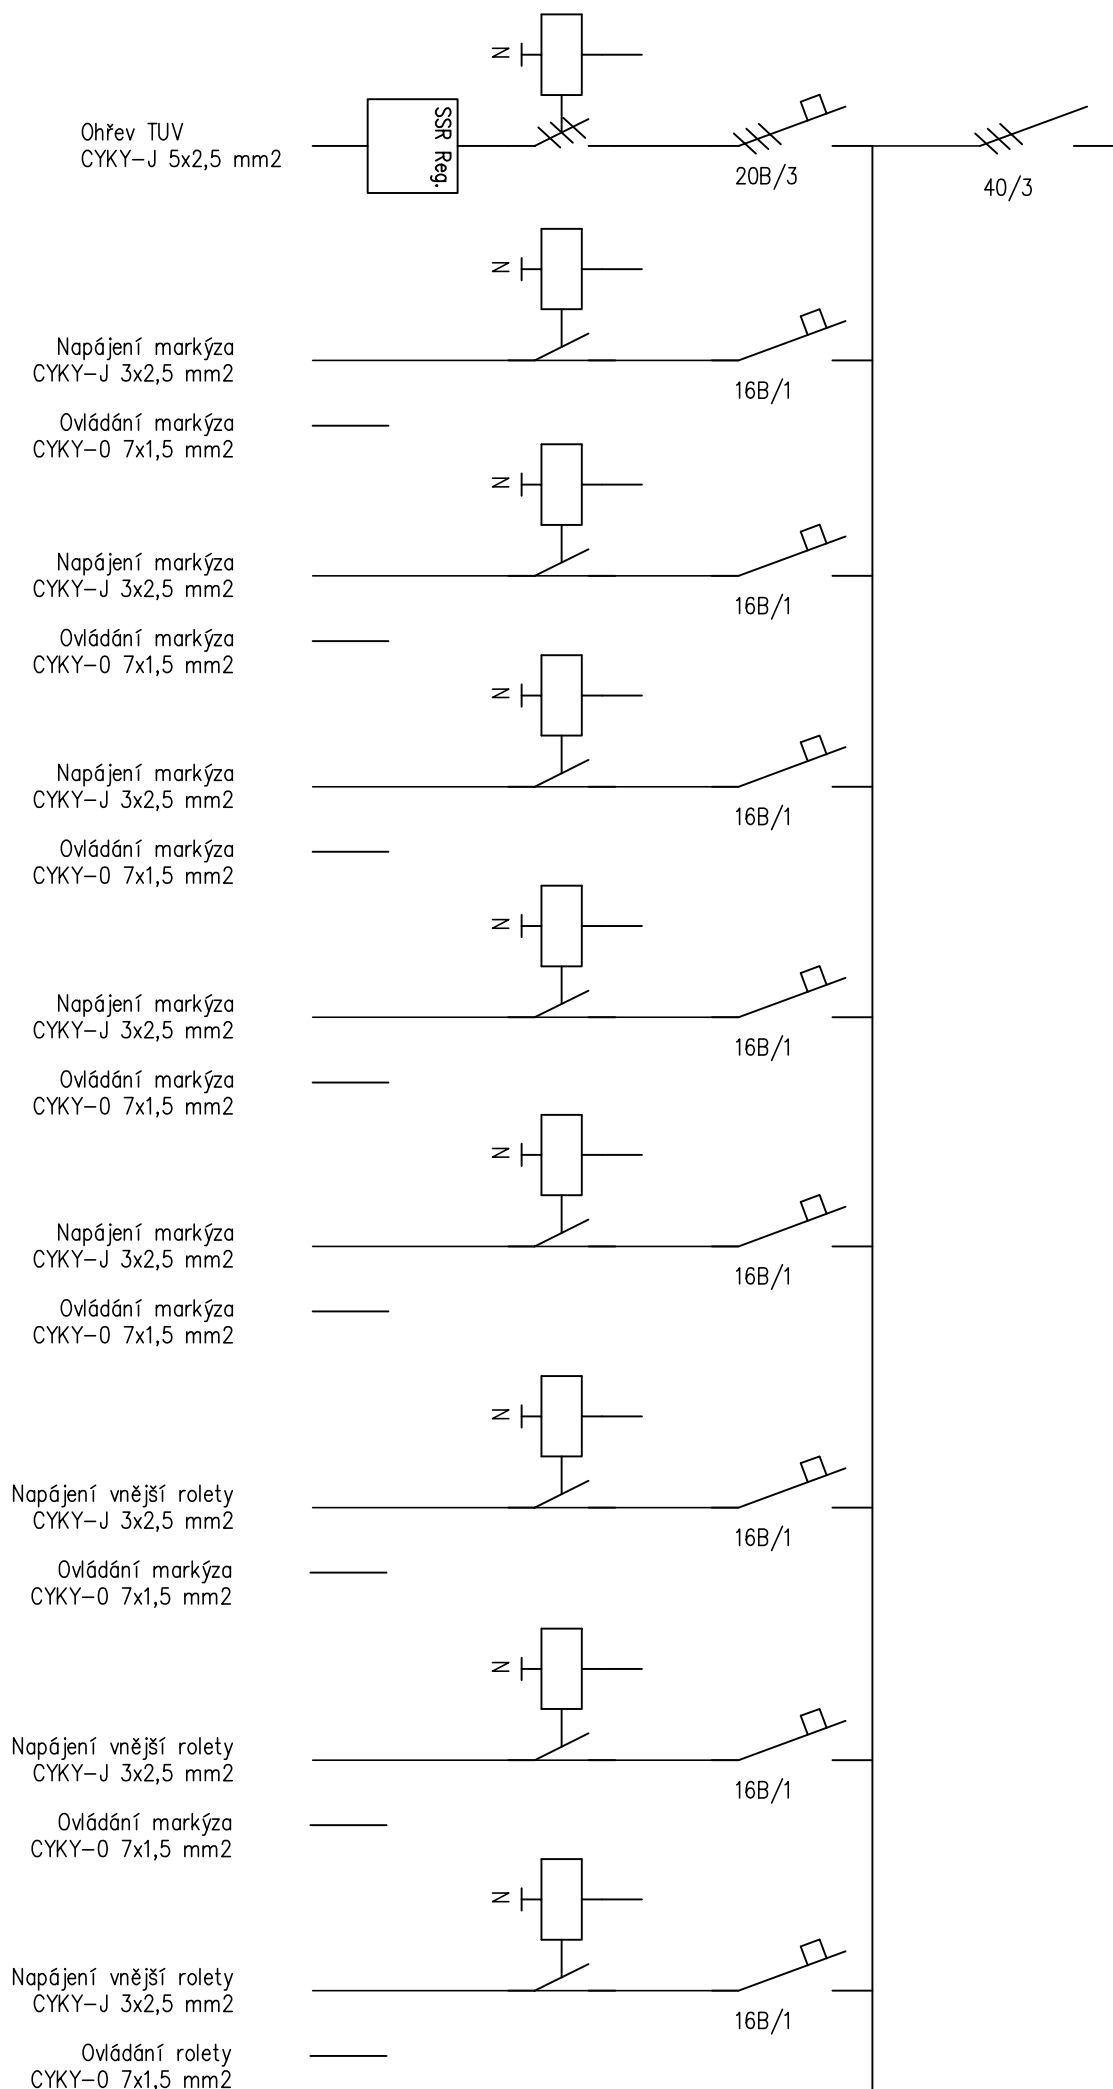 N
Ohřev TUV
CYKY-J 5x2,5 mm2
SSR Reg.
20B/3
40/3
N
Napájení markýza
CYKY-J 3x2,5 mm2
16B/1
Ovládání markýza
CYKY-O 7x1,5 mm2
N
Napájení markýza
CYKY-J 3x2,5 mm2
16B/1
Ovládání markýza
CYKY-O 7x1,5 mm2
N
Napájení markýza
CYKY-J 3x2,5 mm2
16B/1
Ovládání markýza
CYKY-O 7x1,5 mm2
N
Napájení markýza
CYKY-J 3x2,5 mm2
16B/1
Ovládání markýza
CYKY-O 7x1,5 mm2
N
Napájení markýza
CYKY-J 3x2,5 mm2
16B/1
Ovládání markýza
CYKY-O 7x1,5 mm2
N
Napájení vnější rolety
CYKY-J 3x2,5 mm2
16B/1
Ovládání markýza
CYKY-O 7x1,5 mm2
N
Napájení vnější rolety
CYKY-J 3x2,5 mm2
16B/1
Ovládání markýza
CYKY-O 7x1,5 mm2
N
Napájení vnější rolety
CYKY-J 3x2,5 mm2
16B/1
Ovládání rolety
CYKY-O 7x1,5 mm2